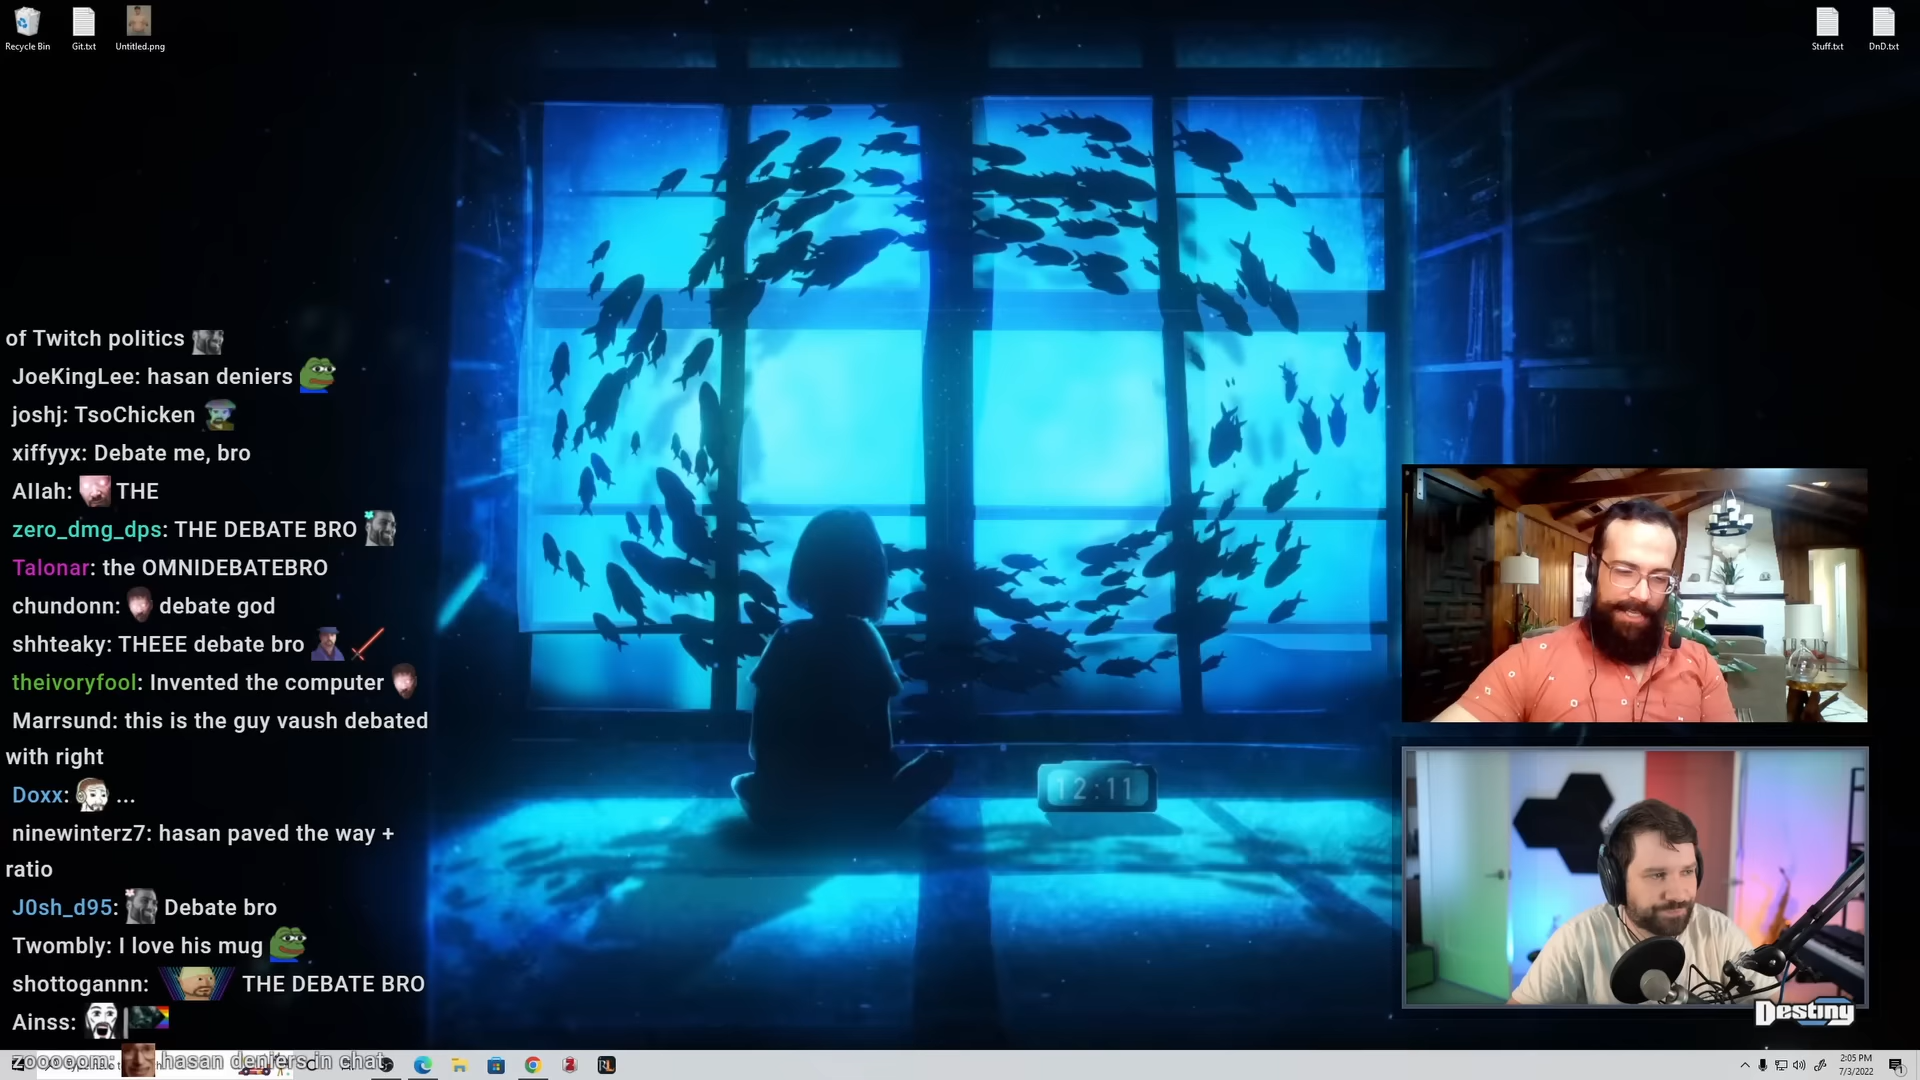 Recycle Bin
Git.txt
Untitled.png
Stuff.txt
DnD.txt
of Twitch politics
JoeKingLee: hasan deniers
joshj: TsoChicken
xiffyyx: Debate me, bro
Allah: THE
zero_dmg_dps: THE DEBATE BRO
Talonar: the OMNIDEBATEBRO
chundonn: debate god
shhteaky: THEEE debate bro
theivoryfool: Invented the computer
Marrsund: this is the guy vaush debated
with right
Doxx: ...
ninewinterz7: hasan paved the way +
ratio
J0sh_d95: Debate bro
Twombly: I love his mug
shottogannn: THE DEBATE BRO
Ainss:
zooooom: hasan deniers in chat
12:11
Destiny
2:05 PM
7/3/2022